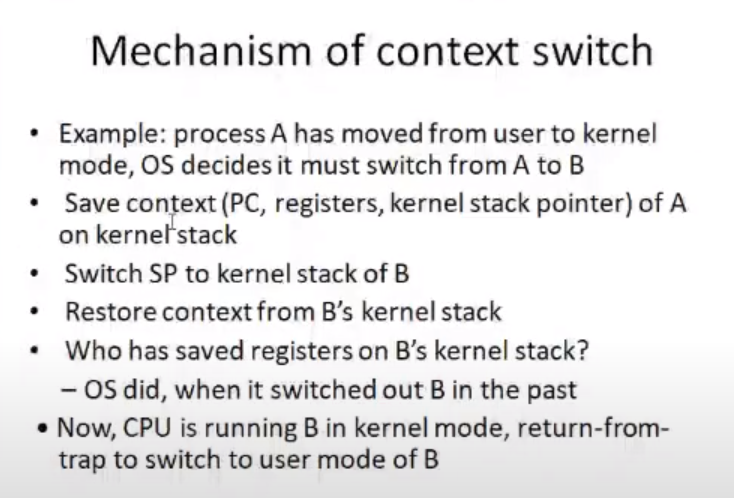 Mechanism of context switch
• Example: process A has moved from user to kernel
mode, OS decides it must switch from A to B
• Save context (PC, registers, kernel stack pointer) of A
on kernel stack
• Switch SP to kernel stack of B
• Restore context from B's kernel stack
• Who has saved registers on B's kernel stack?
– OS did, when it switched out B in the past
• Now, CPU is running B in kernel mode, return-from-
trap to switch to user mode of B